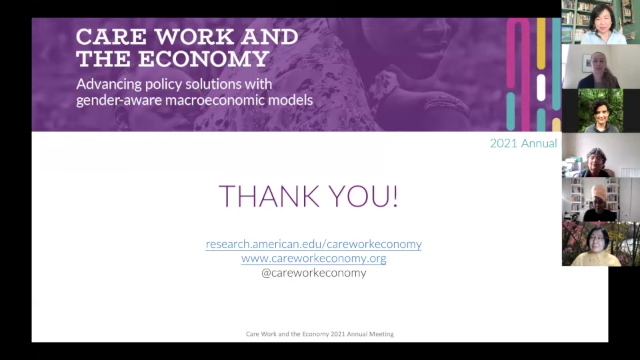 CARE WORK AND
THE ECONOMY
Advancing policy solutions with
gender-aware macroeconomic models
2021 Annual
THANK YOU!
research.american.edu/careworkeconomy
www.careworkeconomy.org
@careworkeconomy
Care Work and the Economy 2021 Annual Meeting